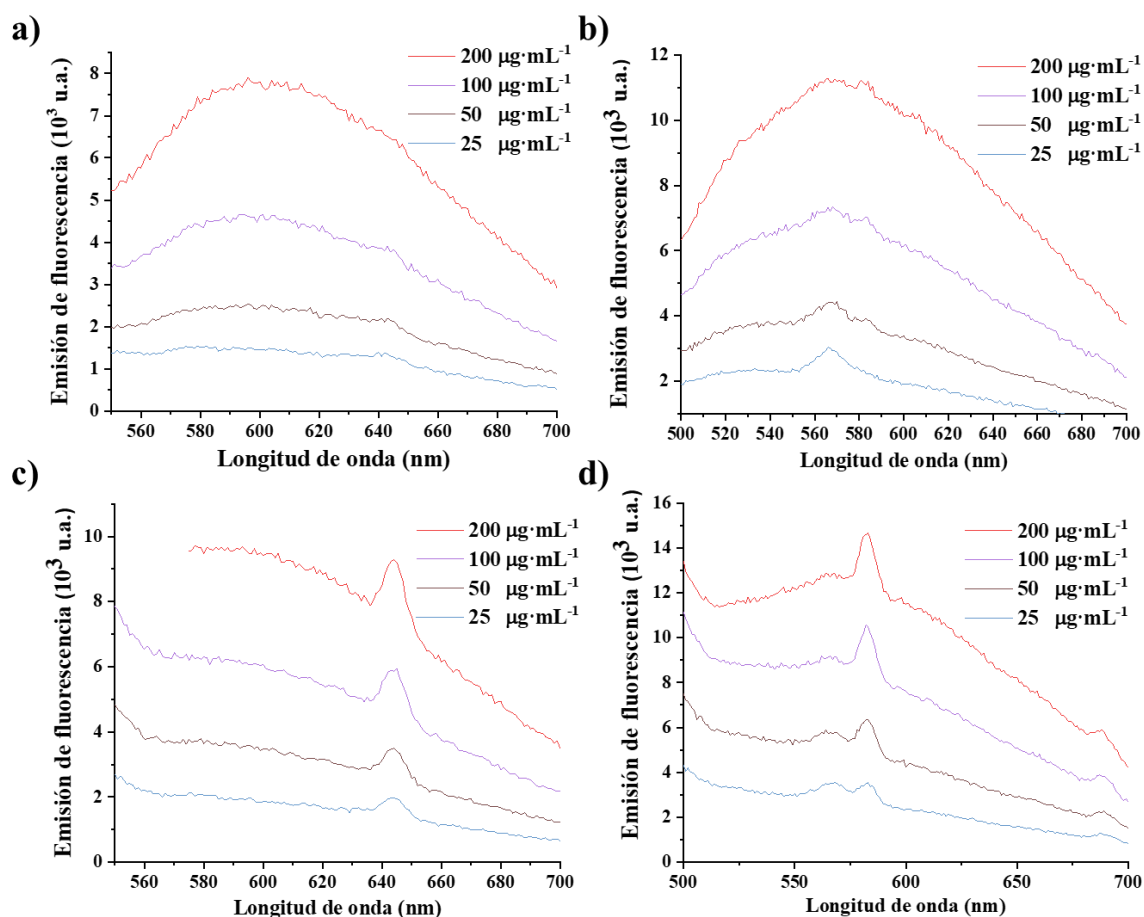 a)
Emisión de fluorescencia (10³ u.a.)
8
7
6
5
4
3
2
1
0
200 µg·mL⁻¹
100 µg·mL⁻¹
50 µg·mL⁻¹
25 µg·mL⁻¹
560 580 600 620 640 660 680 700
Longitud de onda (nm)
b)
Emisión de fluorescencia (10³ u.a.)
12
10
8
6
4
2
200 µg·mL⁻¹
100 µg·mL⁻¹
50 µg·mL⁻¹
25 µg·mL⁻¹
500 520 540 560 580 600 620 640 660 680 700
Longitud de onda (nm)
c)
Emisión de fluorescencia (10³ u.a.)
10
8
6
4
2
0
200 µg·mL⁻¹
100 µg·mL⁻¹
50 µg·mL⁻¹
25 µg·mL⁻¹
560 580 600 620 640 660 680 700
Longitud de onda (nm)
d)
Emisión de fluorescencia (10³ u.a.)
16
14
12
10
8
6
4
2
0
200 µg·mL⁻¹
100 µg·mL⁻¹
50 µg·mL⁻¹
25 µg·mL⁻¹
500 550 600 650 700
Longitud de onda (nm)